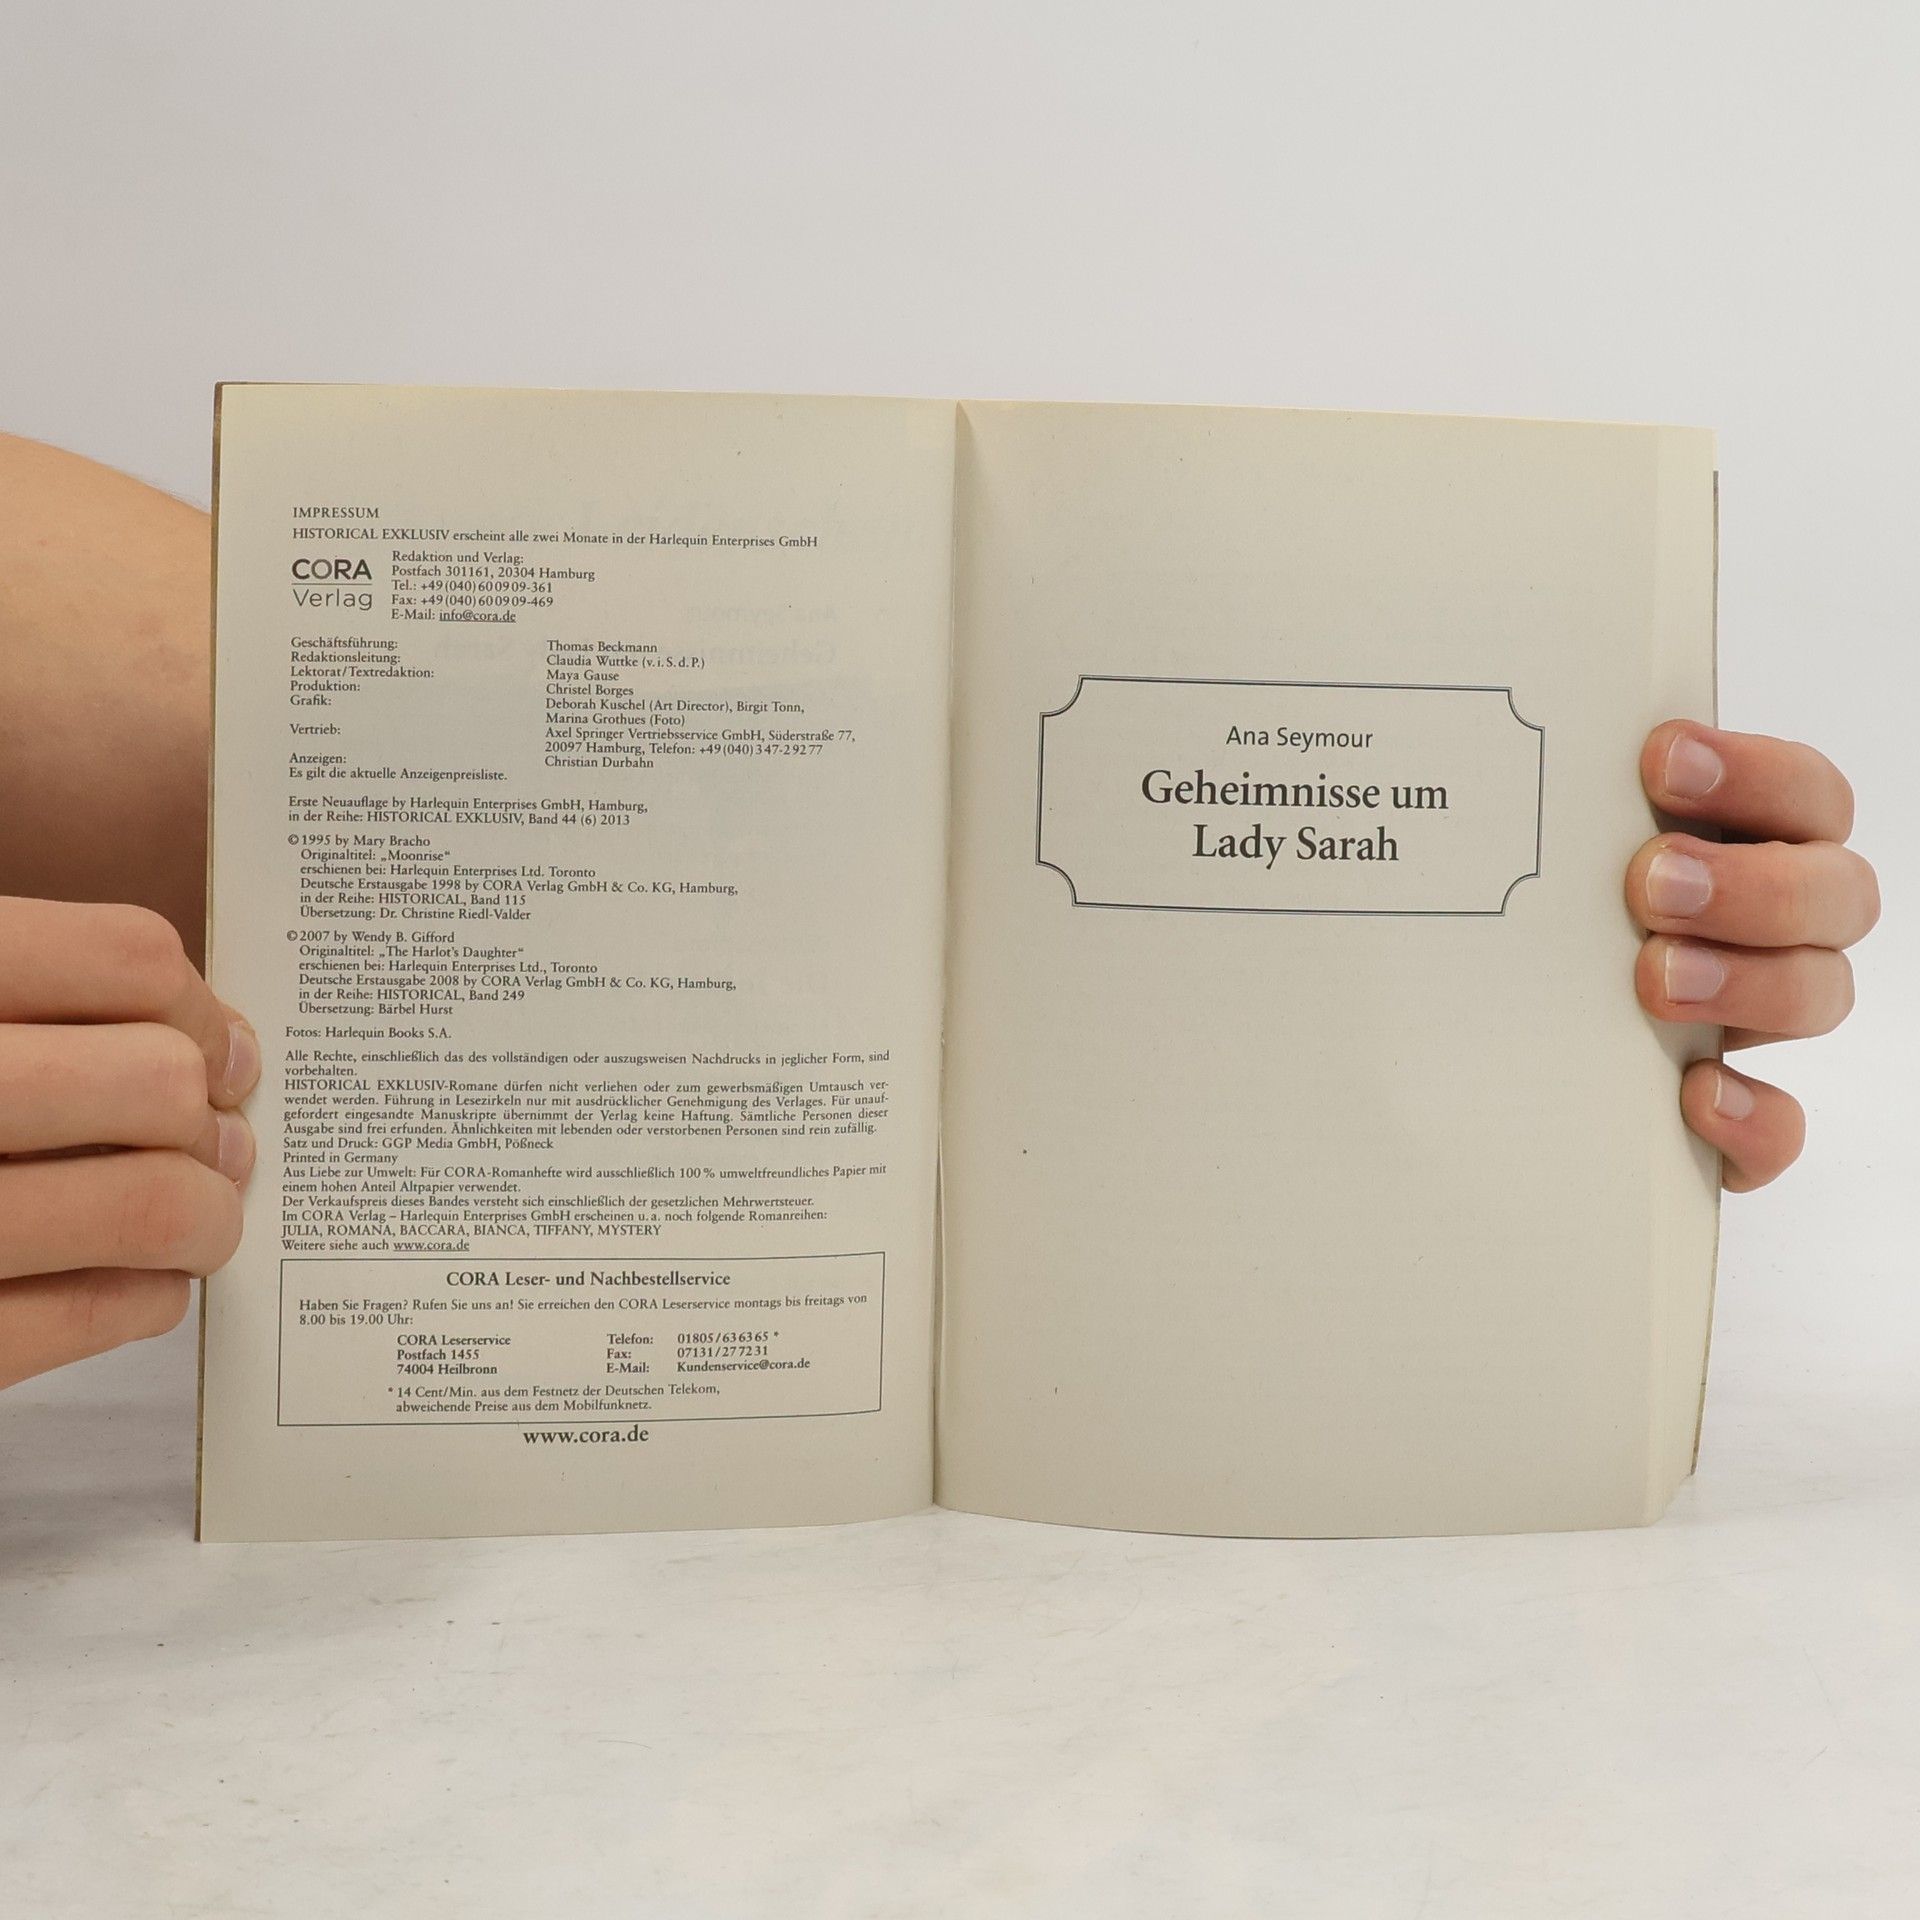 IMPRESSUM
HISTORICAL EXKLUSIV erscheint alle zwei Monate in der Harlequin Enterprises GmbH
CORA
Verlag
Redaktion und Verlag:
Postfach 301161, 20304 Hamburg
Tel.: +49(040)600909-361
Fax: +49(040)600909-469
E-Mail: info@cora.de
Geschäftsführung: Thomas Beckmann
Redaktionsleitung: Claudia Wuttke (v.i.S.d.P.)
Lektorat/Textredaktion: Maya Gause
Produktion: Christel Borges
Grafik: Deborah Kuschel (Art Director), Birgit Tonn,
Marina Grothues (Foto)
Vertrieb: Axel Springer Vertriebsservice GmbH, Süderstraße 77,
20097 Hamburg, Telefon: +49(040)347-29277
Anzeigen: Christian Durbahn
Es gilt die aktuelle Anzeigenpreisliste.
Erste Neuauflage by Harlequin Enterprises GmbH, Hamburg,
in der Reihe: HISTORICAL EXKLUSIV, Band 44 (6) 2013
©1995 by Mary Bracho
Originaltitel: „Moonrise“
erschienen bei: Harlequin Enterprises Ltd. Toronto
Deutsche Erstausgabe 1998 by CORA Verlag GmbH & Co. KG, Hamburg,
in der Reihe: HISTORICAL, Band 115
Übersetzung: Dr. Christine Riedl-Valder
©2007 by Wendy B. Gifford
Originaltitel: „The Harlot's Daughter“
erschienen bei: Harlequin Enterprises Ltd., Toronto
Deutsche Erstausgabe 2008 by CORA Verlag GmbH & Co. KG, Hamburg,
in der Reihe: HISTORICAL, Band 249
Übersetzung: Bärbel Hurst
Fotos: Harlequin Books S.A.
Alle Rechte, einschließlich das des vollständigen oder auszugsweisen Nachdrucks in jeglicher Form, sind
vorbehalten.
HISTORICAL EXKLUSIV-Romane dürfen nicht verliehen oder zum gewerbsmäßigen Umtausch ver-
wendet werden. Führung in Lesezirkeln nur mit ausdrücklicher Genehmigung des Verlages. Für unauf-
gefordert eingesandte Manuskripte übernimmt der Verlag keine Haftung. Sämtliche Personen dieser
Ausgabe sind frei erfunden. Ähnlichkeiten mit lebenden oder verstorbenen Personen sind rein zufällig.
Satz und Druck: GGP Media GmbH, Pößneck
Printed in Germany
Aus Liebe zur Umwelt: Für CORA-Romanhefte wird ausschließlich 100 % umweltfreundliches Papier mit
einem hohen Anteil Altpapier verwendet.
Der Verkaufspreis dieses Bandes versteht sich einschließlich der gesetzlichen Mehrwertsteuer.
Im CORA Verlag – Harlequin Enterprises GmbH erscheinen u.a. noch folgende Romanreihen:
JULIA, ROMANA, BACCARA, BIANCA, TIFFANY, MYSTERY
Weitere siehe auch www.cora.de
CORA Leser- und Nachbestellservice
Haben Sie Fragen? Rufen Sie uns an! Sie erreichen den CORA Leserservice montags bis freitags von
8.00 bis 19.00 Uhr:
CORA Leserservice Telefon: 01805/636365 *
Postfach 1455 Fax: 07131/277231
74004 Heilbronn E-Mail: Kundenservice@cora.de
* 14 Cent/Min. aus dem Festnetz der Deutschen Telekom,
abweichende Preise aus dem Mobilfunknetz.
www.cora.de
Ana Seymour
Geheimnisse um
Lady Sarah